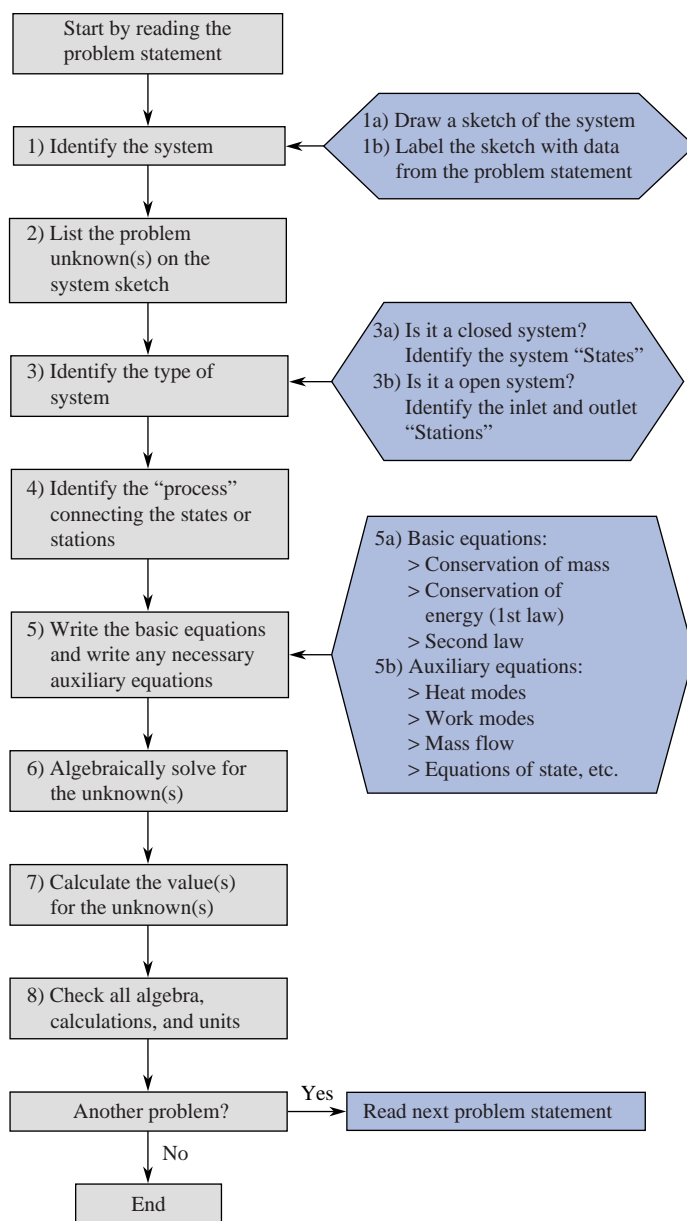 Start by reading the
problem statement
1) Identify the system
1a) Draw a sketch of the system
1b) Label the sketch with data
from the problem statement
2) List the problem
unknown(s) on the
system sketch
3) Identify the type of
system
3a) Is it a closed system?
Identify the system “States”
3b) Is it a open system?
Identify the inlet and outlet
“Stations”
4) Identify the “process”
connecting the states or
stations
5) Write the basic equations
and write any necessary
auxiliary equations
5a) Basic equations:
> Conservation of mass
> Conservation of
energy (1st law)
> Second law
5b) Auxiliary equations:
> Heat modes
> Work modes
> Mass flow
> Equations of state, etc.
6) Algebraically solve for
the unknown(s)
7) Calculate the value(s)
for the unknown(s)
8) Check all algebra,
calculations, and units
Another problem?
Yes
Read next problem statement
No
End